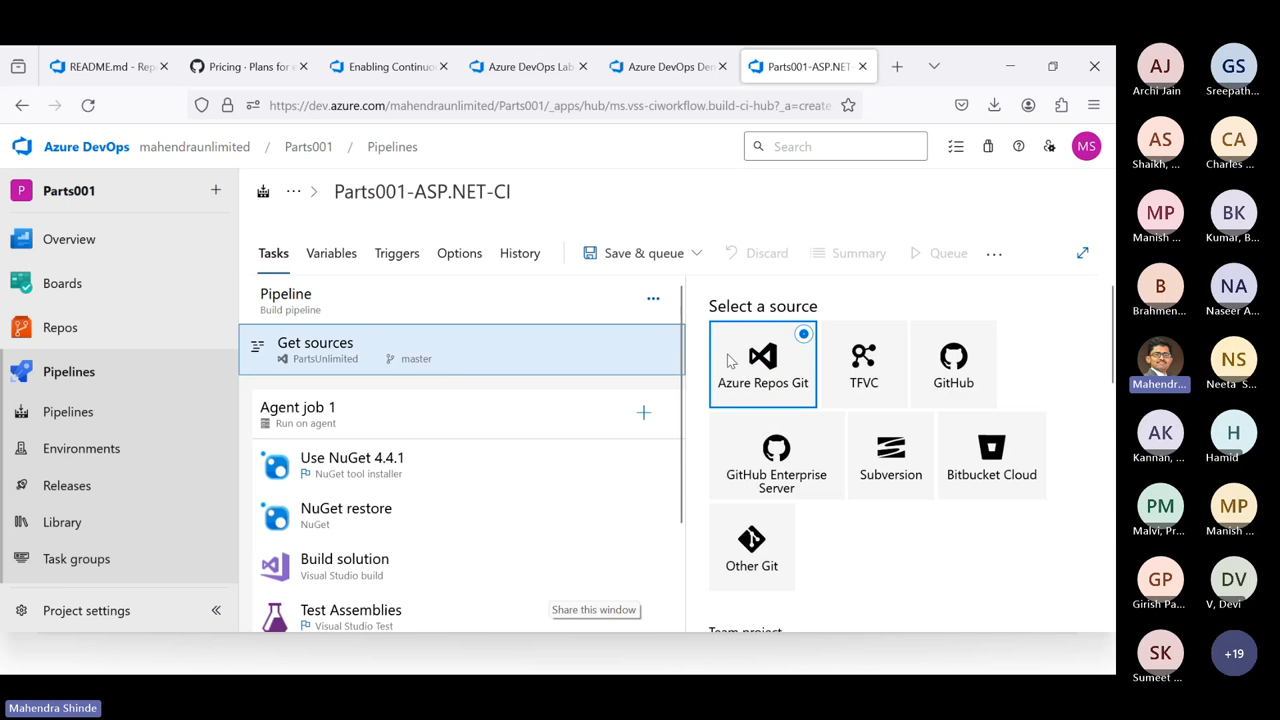 README.md - Rep
Pricing · Plans for
Enabling Continuo
Azure DevOps Lab
Azure DevOps Den
Parts001-ASP.NET-
https://dev.azure.com/mahendraunlimited/Parts001/_apps/hub/ms.vss-ciworkflow.build-ci-hub?_a=create
Azure DevOps mahendraunlimited / Parts001 / Pipelines
Search
MS
P Parts001
Overview
Boards
Repos
Pipelines
Pipelines
Environments
Releases
Library
Task groups
Project settings
... > Parts001-ASP.NET-CI
Tasks Variables Triggers Options History Save & queue Discard Summary Queue ...
Pipeline
Build pipeline
Get sources
PartsUnlimited master
Agent job 1
Run on agent
Use NuGet 4.4.1
NuGet tool installer
NuGet restore
NuGet
Build solution
Visual Studio build
Test Assemblies
Visual Studio Test
Share this window
Select a source
Azure Repos Git
TFVC
GitHub
GitHub Enterprise
Server
Subversion
Bitbucket Cloud
Other Git
Team project
AJ
Archi Jain
GS
Sreepath...
AS
Shaikh, ...
CA
Charles ...
MP
Manish ...
BK
Kumar, B...
B
Brahmen...
NA
Naseer A...
Mahendr...
NS
Neeta S...
AK
Kannan, ...
H
Hamid
PM
Malvi, Pr...
MP
Manish ...
GP
Girish Pa...
DV
V, Devi
SK
Sumeet ...
+19
Mahendra Shinde